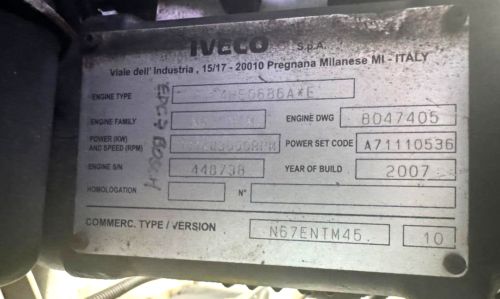 IVECO S.p.A.
Viale dell' Industria , 15/17 - 20010 Pregnana Milanese MI - ITALY
ENGINE TYPE
ENGINE FAMILY ENGINE DWG 8047405
POWER (KW) AND SPEED (RPM) POWER SET CODE A71110536
ENGINE S/N 448738 YEAR OF BUILD 2007
HOMOLOGATION N°
COMMERC. TYPE / VERSION N67ENTM45 10
EDC7 BOSCH